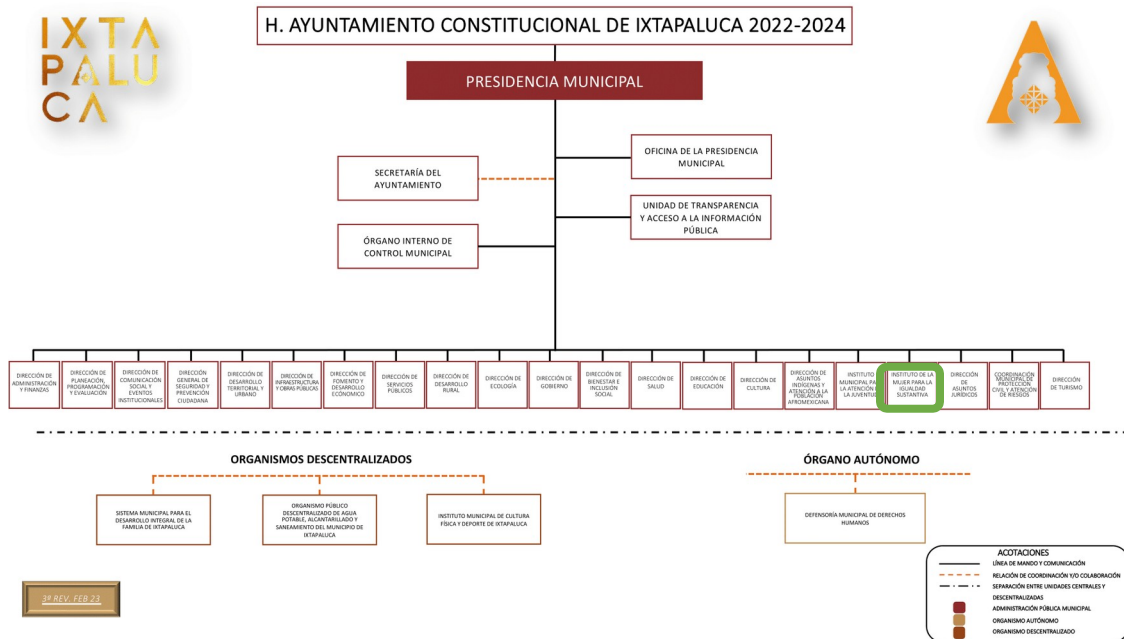 IXTA
PALU
CA
H. AYUNTAMIENTO CONSTITUCIONAL DE IXTAPALUCA 2022-2024
PRESIDENCIA MUNICIPAL
OFICINA DE LA PRESIDENCIA
MUNICIPAL
SECRETARÍA DEL
AYUNTAMIENTO
UNIDAD DE TRANSPARENCIA
Y ACCESO A LA INFORMACIÓN
PÚBLICA
ÓRGANO INTERNO DE
CONTROL MUNICIPAL
DIRECCIÓN DE
ADMINISTRACIÓN
Y FINANZAS
DIRECCIÓN DE
PLANEACIÓN,
PROGRAMACIÓN
Y EVALUACIÓN
DIRECCIÓN DE
COMUNICACIÓN
SOCIAL Y
EVENTOS
INSTITUCIONALES
DIRECCIÓN
GENERAL DE
SEGURIDAD Y
PREVENCIÓN
CIUDADANA
DIRECCIÓN DE
DESARROLLO
TERRITORIAL Y
URBANO
DIRECCIÓN DE
INFRAESTRUCTURA
Y OBRAS PÚBLICAS
DIRECCIÓN DE
FOMENTO Y
DESARROLLO
ECONÓMICO
DIRECCIÓN DE
SERVICIOS
PÚBLICOS
DIRECCIÓN DE
DESARROLLO
RURAL
DIRECCIÓN DE
ECOLOGÍA
DIRECCIÓN DE
GOBIERNO
DIRECCIÓN DE
BIENESTAR E
INCLUSIÓN
SOCIAL
DIRECCIÓN DE
SALUD
DIRECCIÓN DE
EDUCACIÓN
DIRECCIÓN DE
CULTURA
DIRECCIÓN DE
ASUNTOS
INDÍGENAS Y
ATENCIÓN A LA
POBLACIÓN
AFROMEXICANA
MUNICIPAL
LA ATENCIÓN
LA JUVENTUD
INSTITUTO DE LA
MUJER PARA LA
IGUALDAD
SUSTANTIVA
DIRECCIÓN
DE
ASUNTOS
JURÍDICOS
COORDINACIÓN
MUNICIPAL DE
PROTECCIÓN
CIVIL Y ATENCIÓN
DE RIESGOS
DIRECCIÓN
DE TURISMO
ORGANISMOS DESCENTRALIZADOS
SISTEMA MUNICIPAL PARA EL
DESARROLLO INTEGRAL DE LA
FAMILIA DE IXTAPALUCA
ORGANISMO PÚBLICO
DESCENTRALIZADO DE AGUA
POTABLE, ALCANTARILLADO Y
SANEAMIENTO DEL MUNICIPIO DE
IXTAPALUCA
INSTITUTO MUNICIPAL DE CULTURA
FÍSICA Y DEPORTE DE IXTAPALUCA
ÓRGANO AUTÓNOMO
DEFENSORÍA MUNICIPAL DE DERECHOS
HUMANOS
3ª REV. FEB 23
ACOTACIONES
LÍNEA DE MANDO Y COMUNICACIÓN
RELACIÓN DE COORDINACIÓN Y/O COLABORACIÓN
SEPARACIÓN ENTRE UNIDADES CENTRALES Y
DESCENTRALIZADAS
ADMINISTRACIÓN PÚBLICA MUNICIPAL
ORGANISMO AUTÓNOMO
ORGANISMO DESCENTRALIZADO